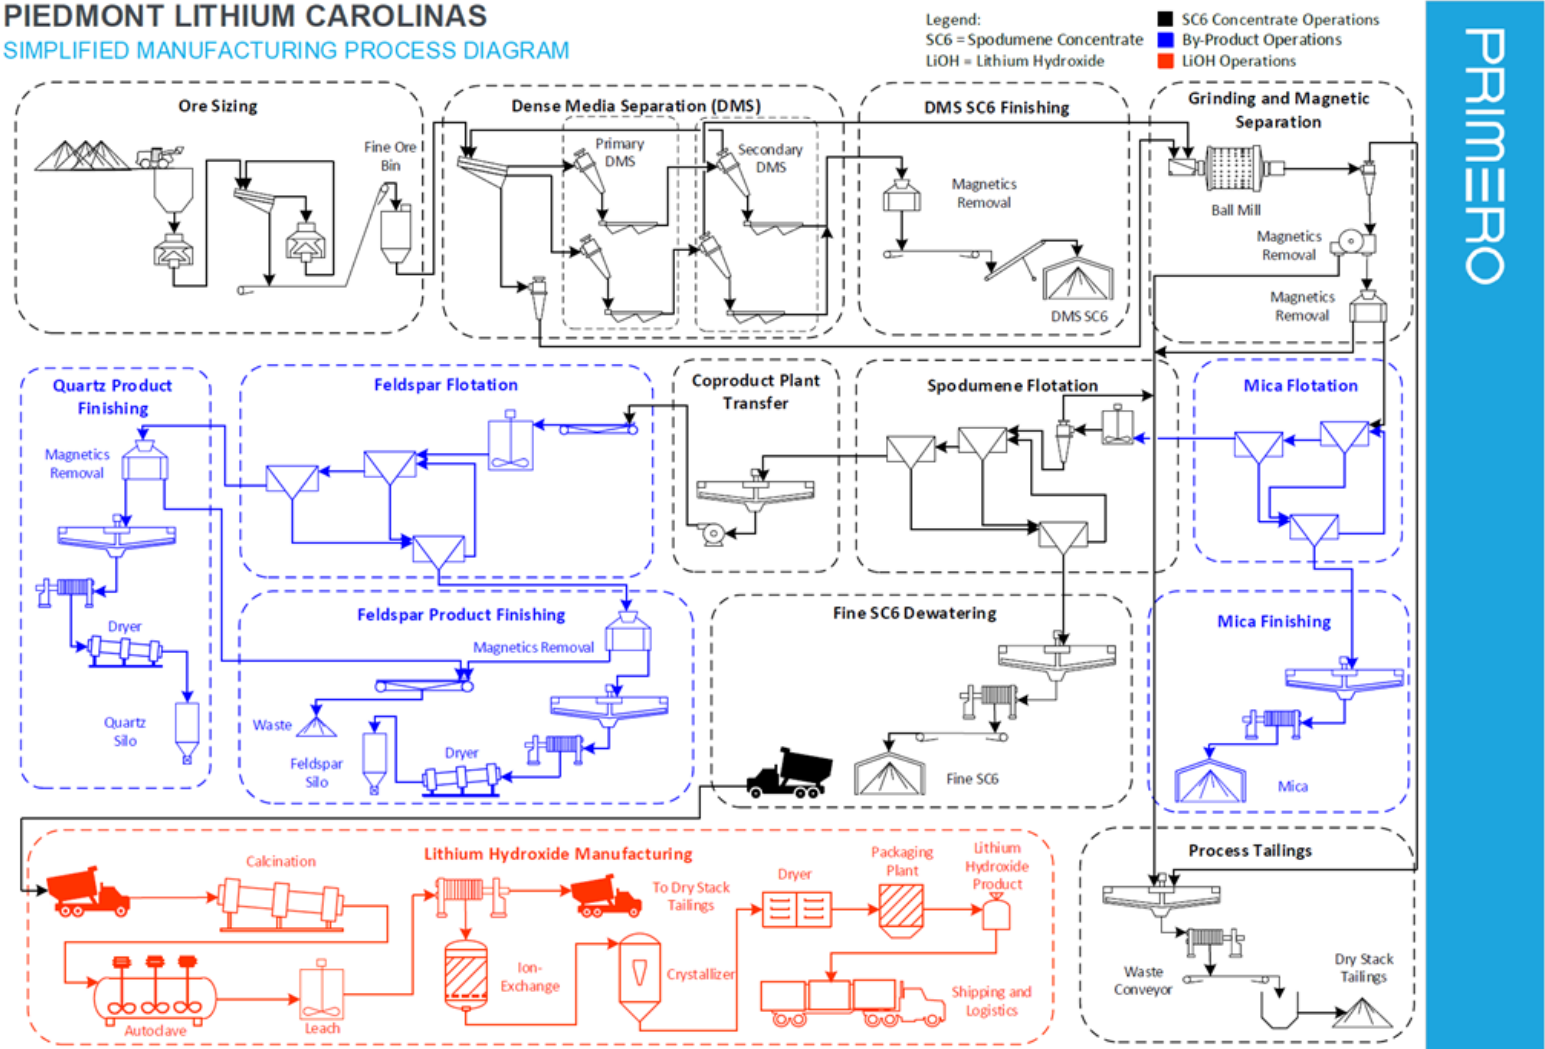 PIEDMONT LITHIUM CAROLINAS
SIMPLIFIED MANUFACTURING PROCESS DIAGRAM
Legend:
SC6 = Spodumene Concentrate
LiOH = Lithium Hydroxide
SC6 Concentrate Operations
By-Product Operations
LiOH Operations
PRIMERO
Ore Sizing
Fine Ore
Bin
Dense Media Separation (DMS)
Primary
DMS
Secondary
DMS
DMS SC6 Finishing
Magnetics
Removal
DMS SC6
Grinding and Magnetic
Separation
Ball Mill
Magnetics
Removal
Magnetics
Removal
Quartz Product
Finishing
Magnetics
Removal
Dryer
Quartz
Silo
Feldspar Flotation
Coproduct Plant
Transfer
Spodumene Flotation
Mica Flotation
Feldspar Product Finishing
Magnetics Removal
Waste
Feldspar
Silo
Dryer
Fine SC6 Dewatering
Fine SC6
Mica Finishing
Mica
Lithium Hydroxide Manufacturing
Calcination
Autoclave
Leach
To Dry Stack
Tailings
Ion-
Exchange
Crystallizer
Dryer
Packaging
Plant
Lithium
Hydroxide
Product
Shipping and
Logistics
Process Tailings
Waste
Conveyor
Dry Stack
Tailings